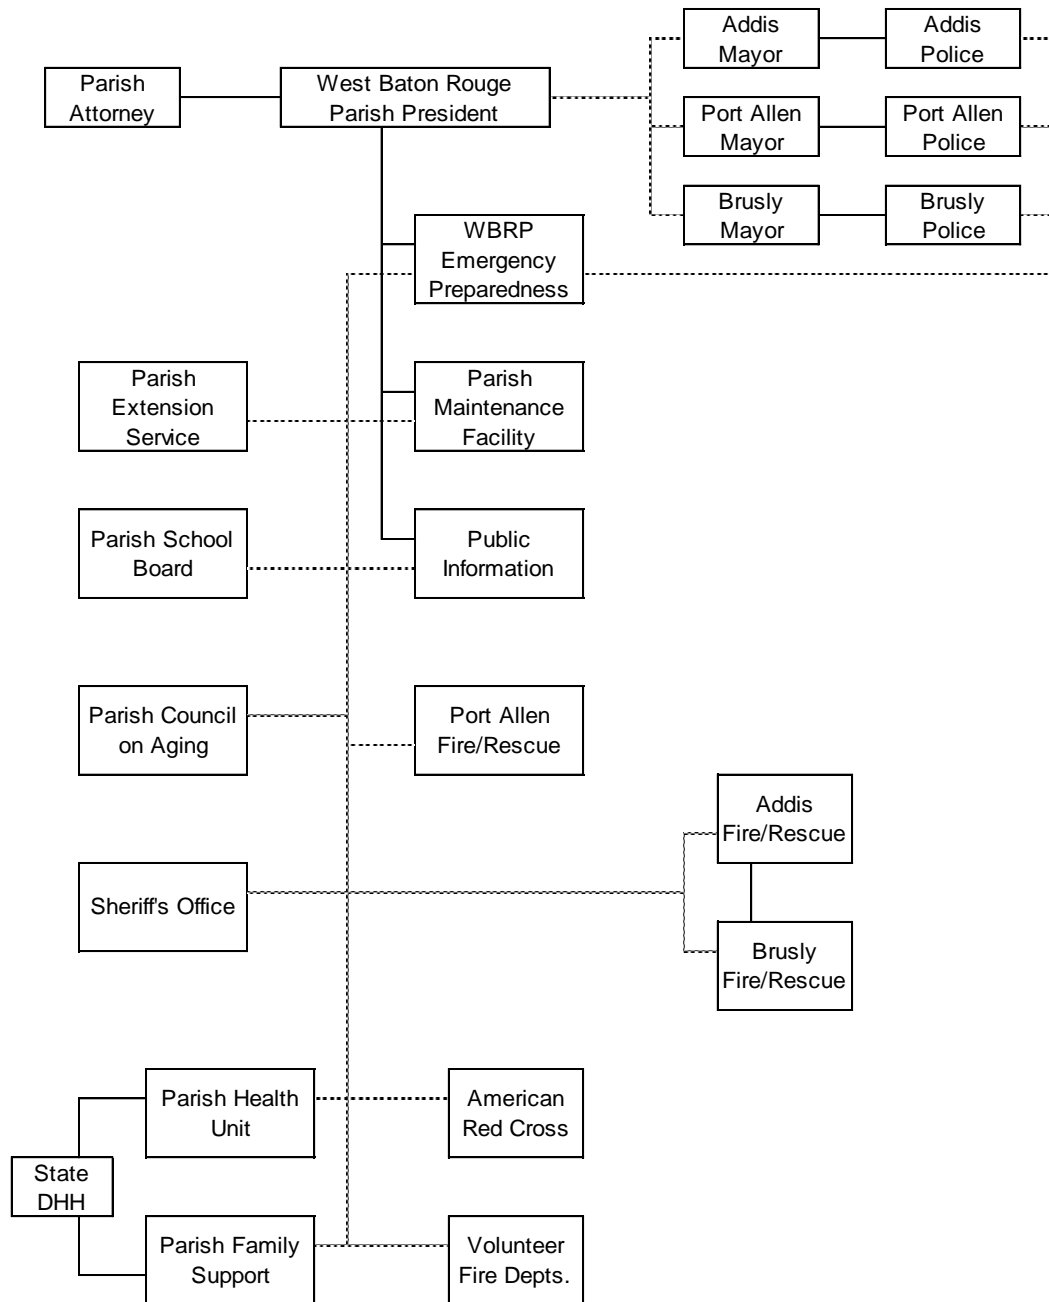 Addis
Mayor
Addis
Police
Parish
Attorney
West Baton Rouge
Parish President
Port Allen
Mayor
Port Allen
Police
Brusly
Mayor
Brusly
Police
WBRP
Emergency
Preparedness
Parish
Extension
Service
Parish
Maintenance
Facility
Parish School
Board
Public
Information
Parish Council
on Aging
Port Allen
Fire/Rescue
Addis
Fire/Rescue
Sheriff's Office
Brusly
Fire/Rescue
Parish Health
Unit
American
Red Cross
State
DHH
Parish Family
Support
Volunteer
Fire Depts.